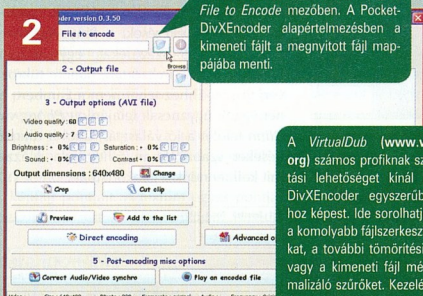 2
oder version 0.3.50
File to encode
Browse
2 - Output file
3 - Output options (AVI file)
Video quality : 60
Audio quality : 7
Brightness : + 0% Saturation : + 0%
Sound : + 0% Contrast : + 0%
Output dimensions : 640x480 Change
Crop Cut clip
Preview Add to the list
Direct encoding
Advanced o
5 - Post-encoding misc options
Correct Audio/Video synchro Play an encoded file
File to Encode mezőben. A Pocket-
DivXEncoder alapértelmezésben a
kimeneti fájlt a megnyitott fájl map-
pájába menti.
A VirtualDub (www.v
org) számos profiknak sz
tási lehetőséget kínál
DivXEncoder egyszerűb
hoz képest. Ide sorolhatj
a komolyabb fájlszerkesz
kat, a további tömörítési
vagy a kimeneti fájl mé
malizáló szűrőket. Kezelé